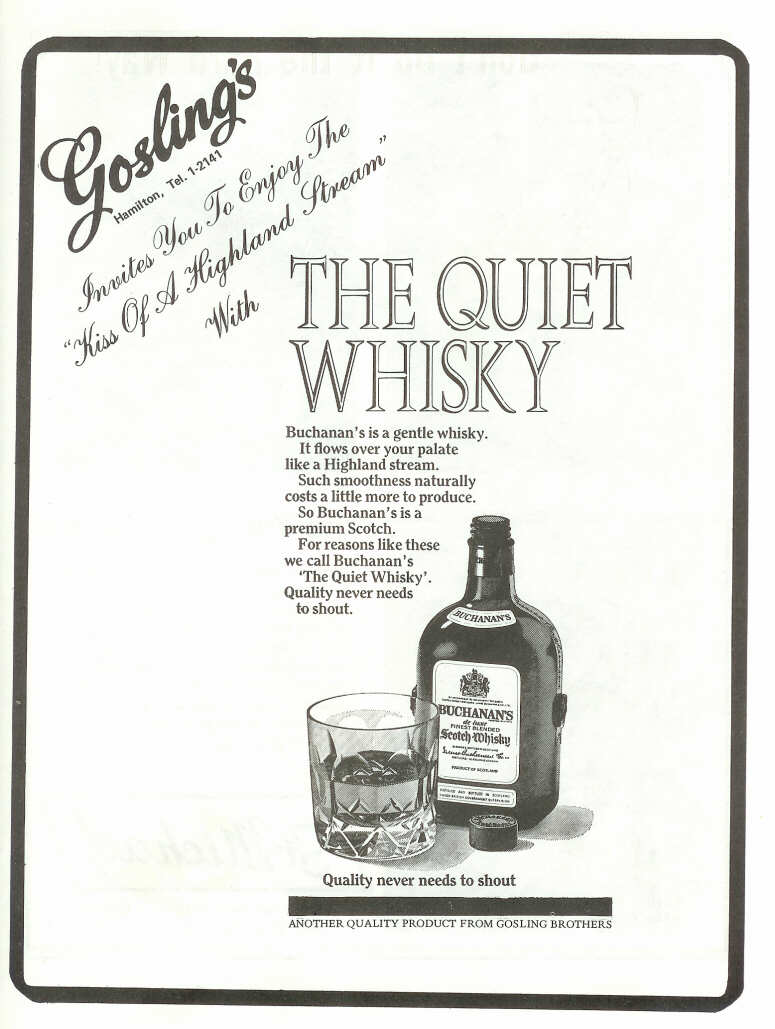 Gosling's
Hamilton, Tel. 1-2141
Invites You To Enjoy The
"Kiss Of A Highland Stream"
With
THE QUIET
WHISKY
Buchanan's is a gentle whisky.
It flows over your palate
like a Highland stream.
Such smoothness naturally
costs a little more to produce.
So Buchanan's is a
premium Scotch.
For reasons like these
we call Buchanan's
'The Quiet Whisky'.
Quality never needs
to shout.
BUCHANAN'S
BUCHANAN'S
de luxe
FINEST BLENDED
Scotch Whisky
James Buchanan
PRODUCT OF SCOTLAND
Quality never needs to shout
ANOTHER QUALITY PRODUCT FROM GOSLING BROTHERS